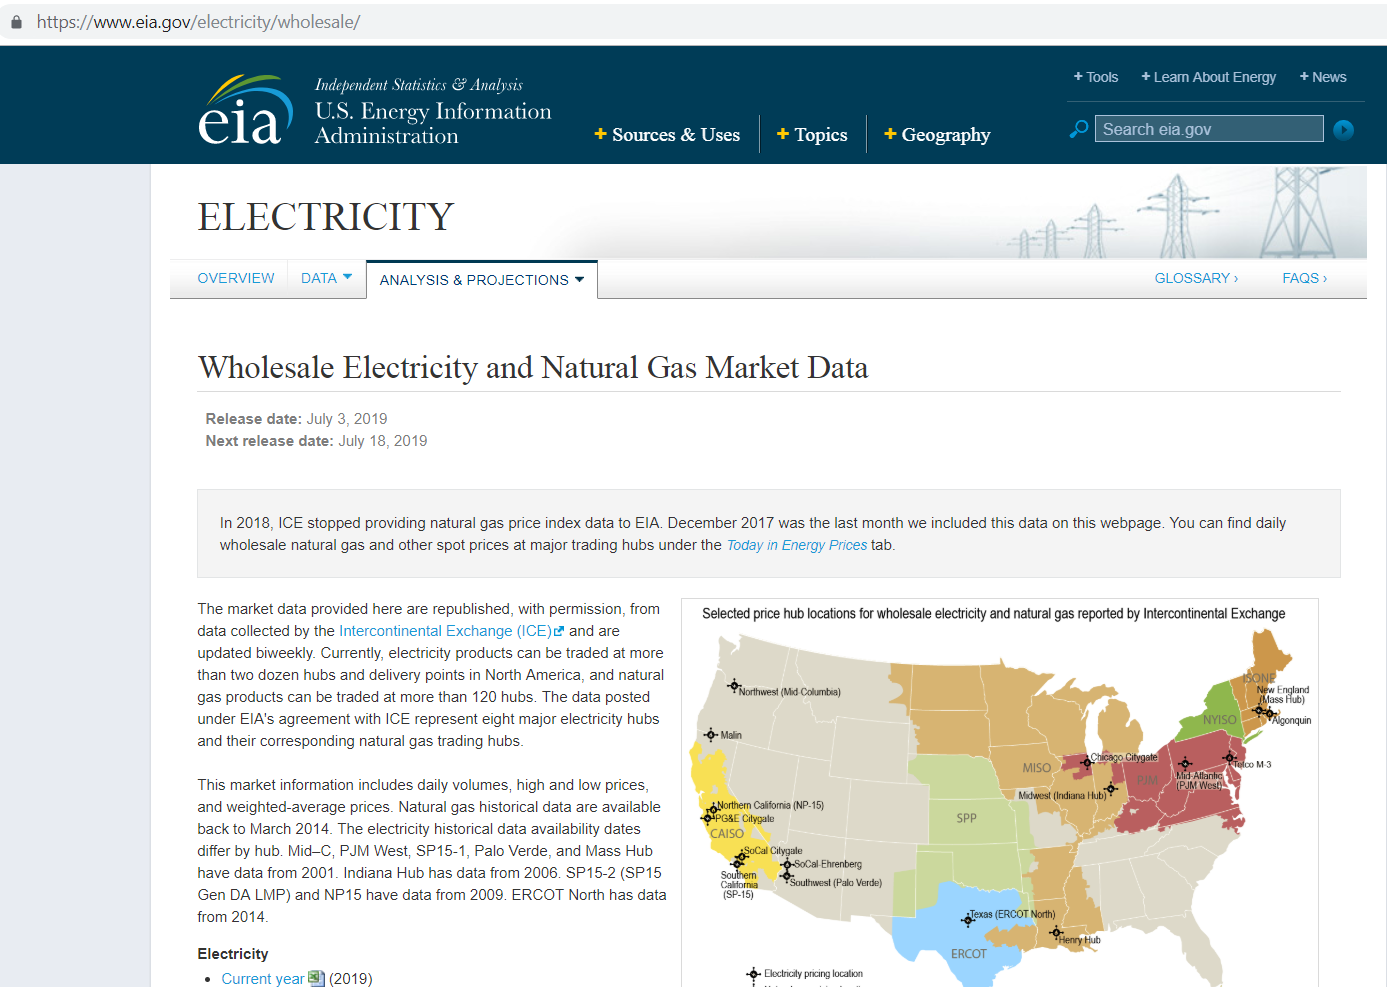 https://www.eia.gov/electricity/wholesale/
+ Tools + Learn About Energy + News
eia
Independent Statistics & Analysis
U.S. Energy Information
Administration
+ Sources & Uses + Topics + Geography
Search eia.gov
ELECTRICITY
OVERVIEW DATA ANALYSIS & PROJECTIONS GLOSSARY › FAQS ›
Wholesale Electricity and Natural Gas Market Data
Release date: July 3, 2019
Next release date: July 18, 2019
In 2018, ICE stopped providing natural gas price index data to EIA. December 2017 was the last month we included this data on this webpage. You can find daily
wholesale natural gas and other spot prices at major trading hubs under the Today in Energy Prices tab.
The market data provided here are republished, with permission, from
data collected by the Intercontinental Exchange (ICE) and are
updated biweekly. Currently, electricity products can be traded at more
than two dozen hubs and delivery points in North America, and natural
gas products can be traded at more than 120 hubs. The data posted
under EIA's agreement with ICE represent eight major electricity hubs
and their corresponding natural gas trading hubs.
This market information includes daily volumes, high and low prices,
and weighted-average prices. Natural gas historical data are available
back to March 2014. The electricity historical data availability dates
differ by hub. Mid–C, PJM West, SP15-1, Palo Verde, and Mass Hub
have data from 2001. Indiana Hub has data from 2006. SP15-2 (SP15
Gen DA LMP) and NP15 have data from 2009. ERCOT North has data
from 2014.
Electricity
• Current year (2019)
Selected price hub locations for wholesale electricity and natural gas reported by Intercontinental Exchange
Northwest (Mid-Columbia)
Malin
Northern California (NP-15)
PG&E Citygate
CAISO
SoCal Citygate
SoCal-Ehrenberg
Southern
California
(SP-15)
Southwest (Palo Verde)
ISONE
New England
(Mass Hub)
Algonquin
NYISO
Chicago Citygate
MISO
PJM
Tetco M-3
Mid-Atlantic
(PJM West)
Midwest (Indiana Hub)
SPP
Texas (ERCOT North)
Henry Hub
ERCOT
Electricity pricing location